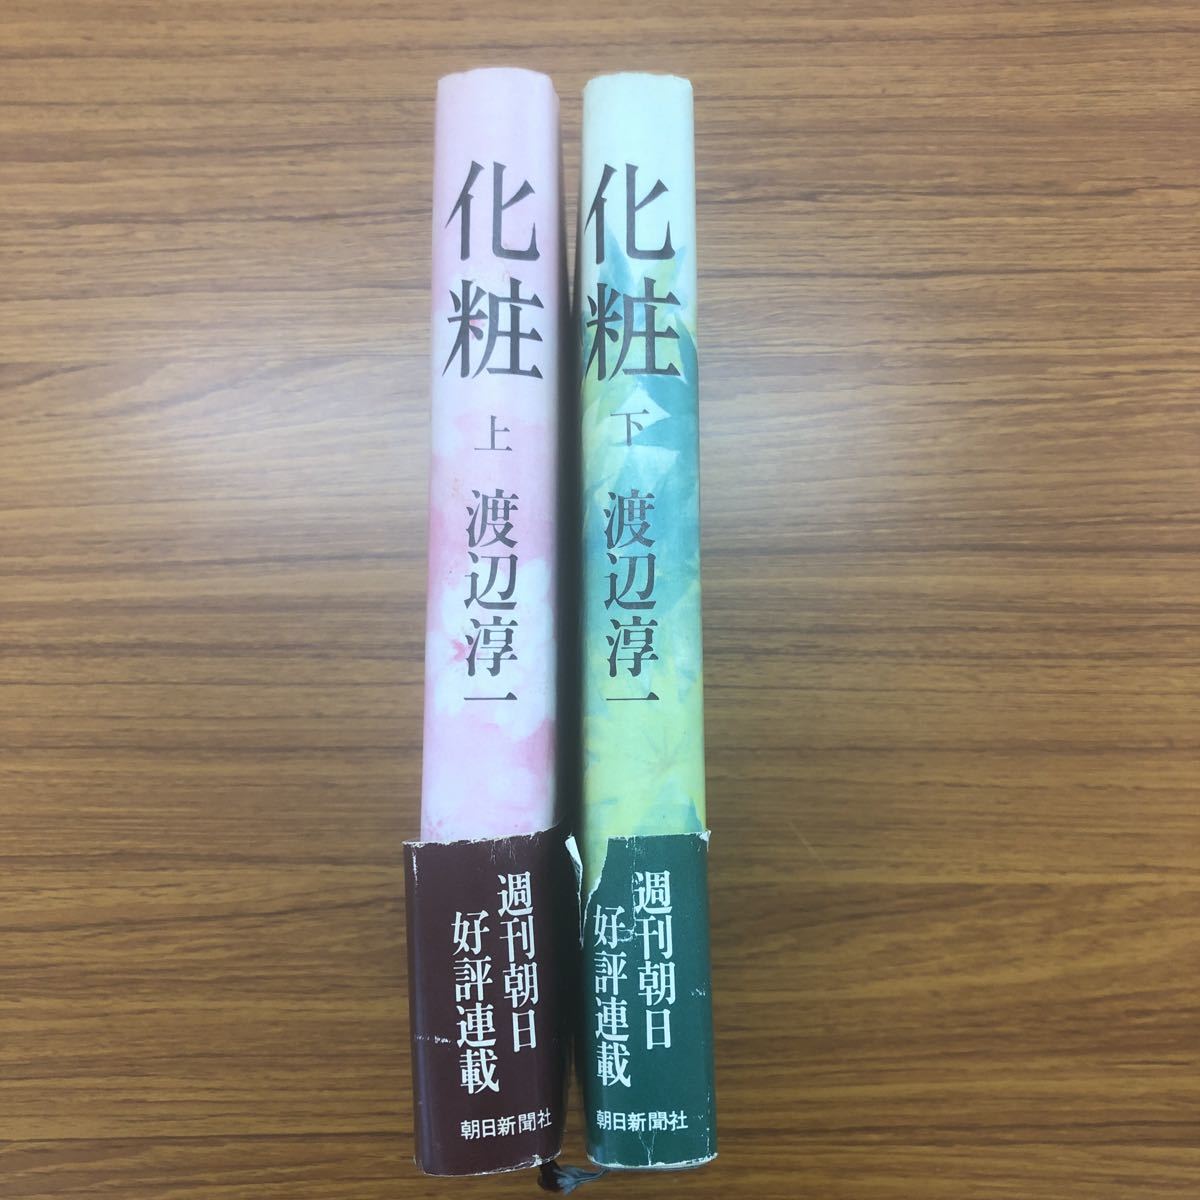 化粧
上
渡辺淳一
週刊朝日
好評連載
朝日新聞社
化粧
下
渡辺淳一
週刊朝日
好評連載
朝日新聞社